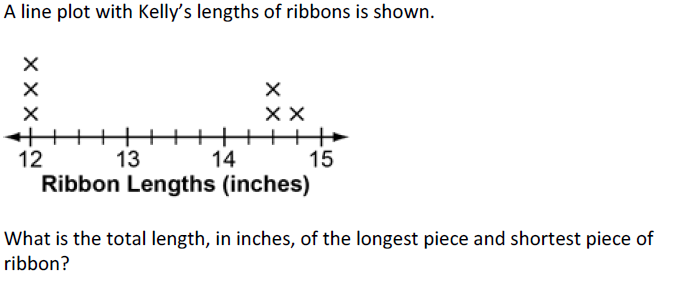 A line plot with Kelly's lengths of ribbons is shown.
X
X X
X X X
12 13 14 15
Ribbon Lengths (inches)
What is the total length, in inches, of the longest piece and shortest piece of
ribbon?